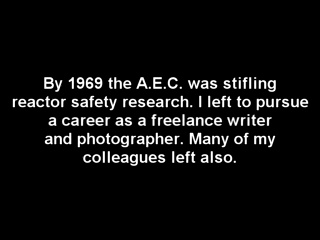 By 1969 the A.E.C. was stifling
reactor safety research. I left to pursue
a career as a freelance writer
and photographer. Many of my
colleagues left also.